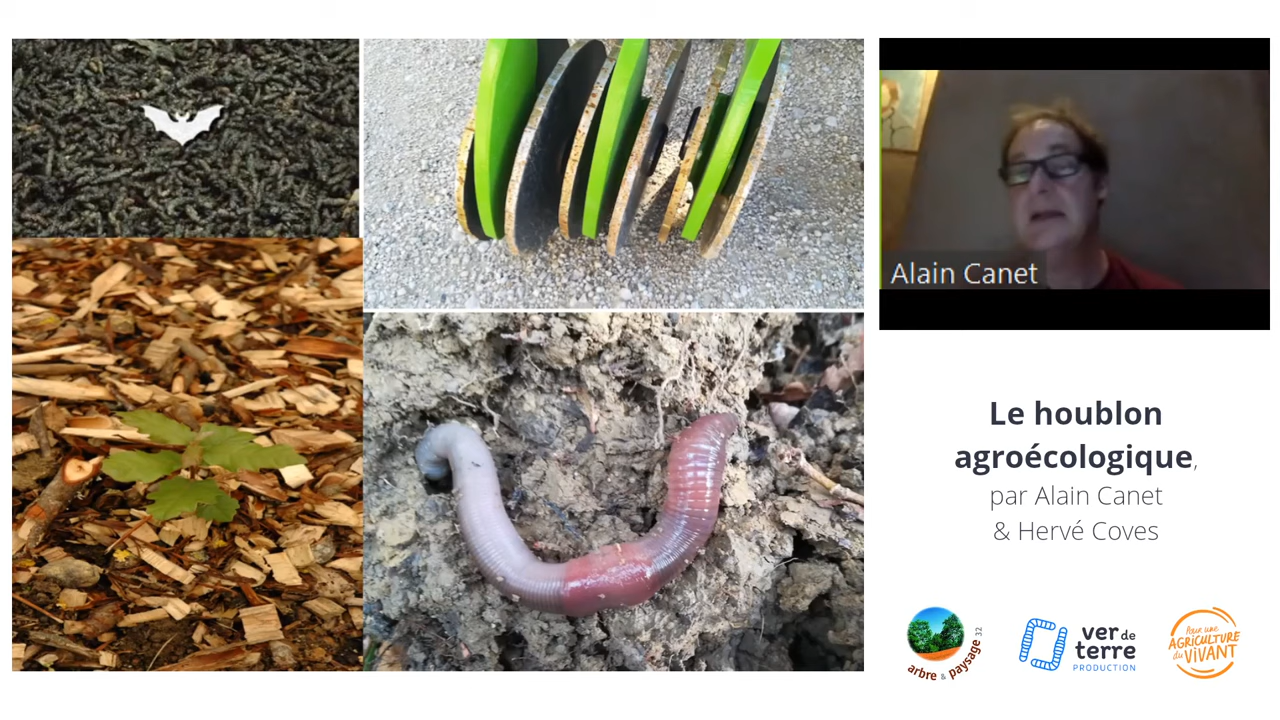 Alain Canet
Le houblon
agroécologique,
par Alain Canet
& Hervé Coves
arbre & paysage 32
ver de
terre
PRODUCTION
Pour une
AGRICULTURE
du ViVANT